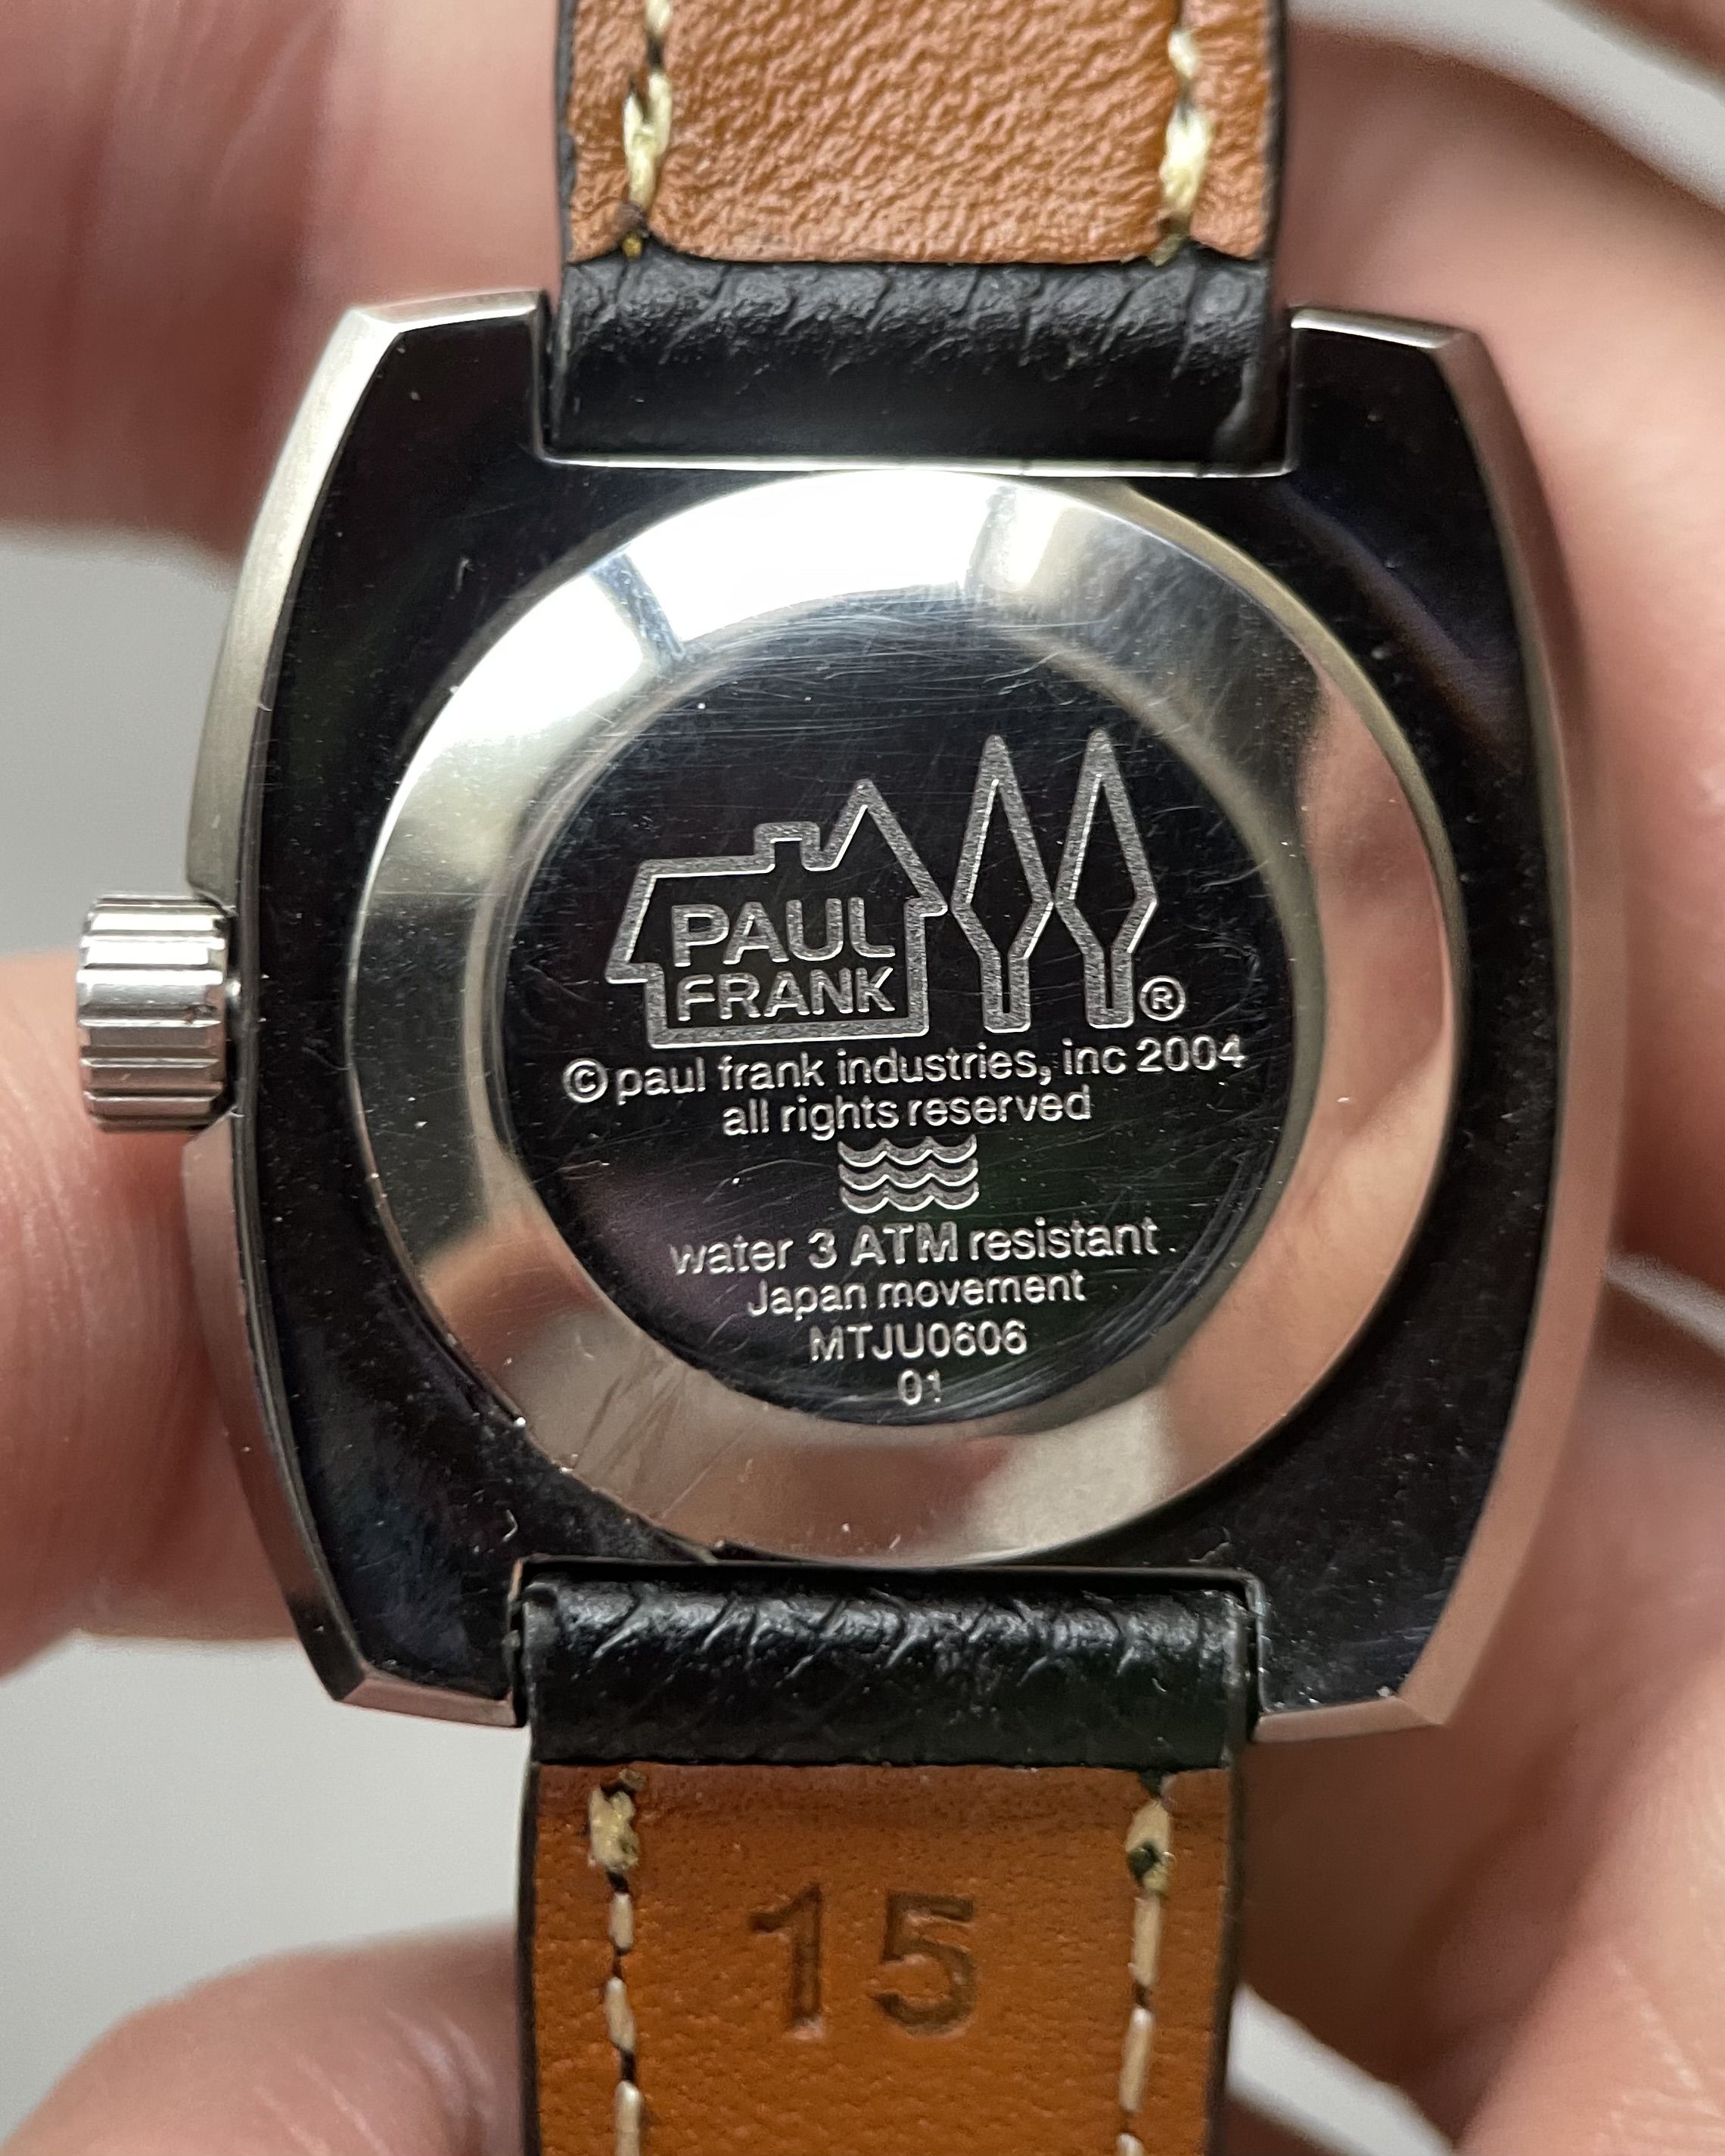 PAUL
FRANK ®
© paul frank industries, inc 2004
all rights reserved
water 3 ATM resistant
Japan movement
MTJU0606
01
15